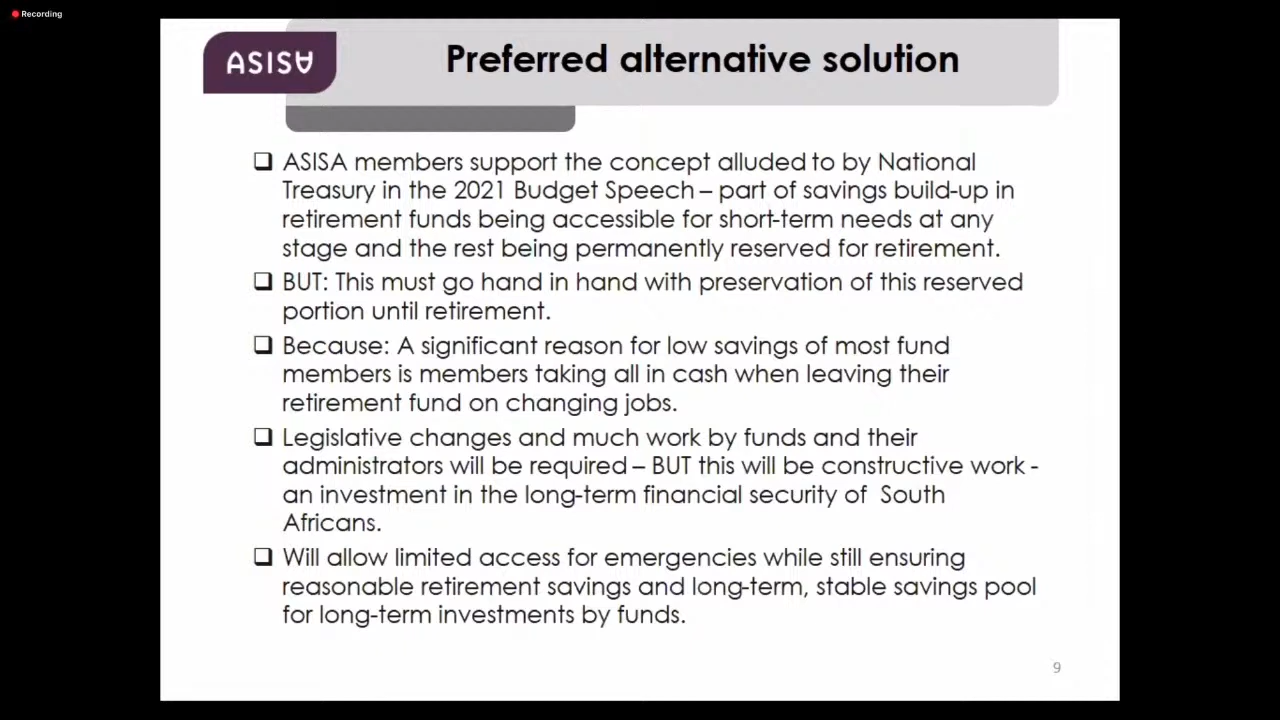 Recording
ASISA
Preferred alternative solution
❑ ASISA members support the concept alluded to by National
Treasury in the 2021 Budget Speech – part of savings build-up in
retirement funds being accessible for short-term needs at any
stage and the rest being permanently reserved for retirement.
❑ BUT: This must go hand in hand with preservation of this reserved
portion until retirement.
❑ Because: A significant reason for low savings of most fund
members is members taking all in cash when leaving their
retirement fund on changing jobs.
❑ Legislative changes and much work by funds and their
administrators will be required – BUT this will be constructive work -
an investment in the long-term financial security of  South
Africans.
❑ Will allow limited access for emergencies while still ensuring
reasonable retirement savings and long-term, stable savings pool
for long-term investments by funds.
9